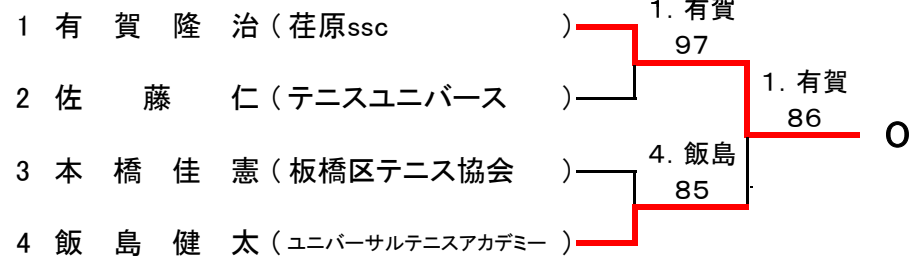 1 有 賀 隆 治 ( 荏原ssc )
2 佐 藤 仁 ( テニスユニバース )
3 本 橋 佳 憲 ( 板橋区テニス協会 )
4 飯 島 健 太 ( ユニバーサルテニスアカデミー )
1. 有賀
97
4. 飯島
85
1. 有賀
86
O